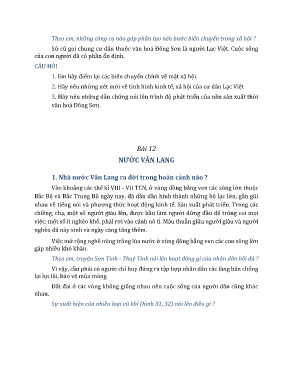 Theo em, những công cụ nào góp phần tạo nên bước biến chuyển trong xã hội ?
Sử cũ gọi chung cư dân thuộc văn hoá Đông Sơn là người Lạc Việt. Cuộc sống
của con người đã có phần ổn định.
CÂU HỎI
1. Em hãy điểm lại các biến chuyển chính về mặt xã hội.
2. Hãy nêu những nét mới về tình hình kinh tế, xã hội của cư dân Lạc Việt
3. Hãy nêu những dẫn chứng nói lên trình độ phát triển của nền sản xuất thời
văn hoá Đông Sơn.
Bài 12
NƯỚC VĂN LANG
1. Nhà nước Văn Lang ra đời trong hoàn cảnh nào ?
Vào khoảng các thế kỉ VIII - VII TCN, ở vùng đồng bằng ven các sông lớn thuộc
Bắc Bộ và Bắc Trung Bộ ngày nay, đã dần dần hình thành những bộ lạc lớn, gần gũi
nhau về tiếng nói và phương thức hoạt động kinh tế. Sản xuất phát triển. Trong các
chiềng, chạ, một số người giàu lên, được bầu làm người đứng đầu để trông coi mọi
việc; một số ít nghèo khổ, phải rơi vào cảnh nô tì. Mâu thuẫn giữa người giàu và người
nghèo đã nảy sinh và ngày càng tăng thêm.
Việc mở rộng nghề nông trồng lúa nước ở vùng đồng bằng ven các con sông lớn
gặp nhiều khó khăn.
Theo em, truyện Sơn Tinh - Thuỷ Tinh nói lên hoạt động gì của nhân dân hồi đó ?
Vì vậy, cần phải có người chỉ huy đứng ra tập hợp nhân dân các làng bản chống
lại lụt lội, bảo vệ mùa màng.
Đất đai ở các vùng không giống nhau nên cuộc sống của người dân cũng khác
nhau.
Sự xuất hiện của nhiều loại vũ khí (hình 31, 32) nói lên điều gì ?